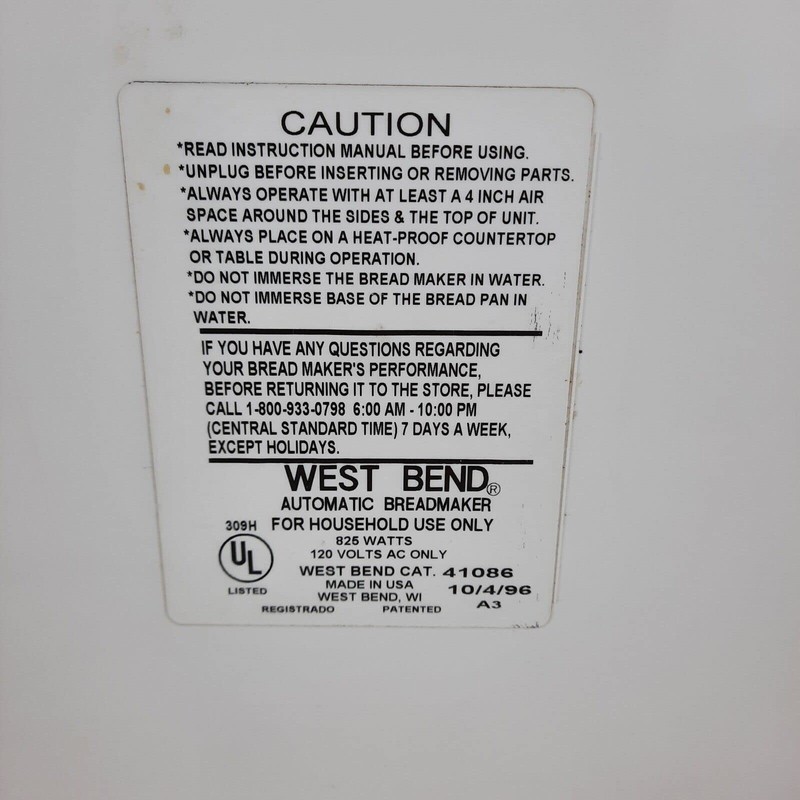 CAUTION
*READ INSTRUCTION MANUAL BEFORE USING.
*UNPLUG BEFORE INSERTING OR REMOVING PARTS.
*ALWAYS OPERATE WITH AT LEAST A 4 INCH AIR
SPACE AROUND THE SIDES & THE TOP OF UNIT.
*ALWAYS PLACE ON A HEAT-PROOF COUNTERTOP
OR TABLE DURING OPERATION.
*DO NOT IMMERSE THE BREAD MAKER IN WATER.
*DO NOT IMMERSE BASE OF THE BREAD PAN IN
WATER.
IF YOU HAVE ANY QUESTIONS REGARDING
YOUR BREAD MAKER'S PERFORMANCE,
BEFORE RETURNING IT TO THE STORE, PLEASE
CALL 1-800-933-0798 6:00 AM - 10:00 PM
(CENTRAL STANDARD TIME) 7 DAYS A WEEK,
EXCEPT HOLIDAYS.
WEST BEND®
AUTOMATIC BREADMAKER
309H FOR HOUSEHOLD USE ONLY
825 WATTS
UL
120 VOLTS AC ONLY
WEST BEND CAT. 41086
LISTED
MADE IN USA
WEST BEND, WI
10/4/96
REGISTRADO PATENTED A3